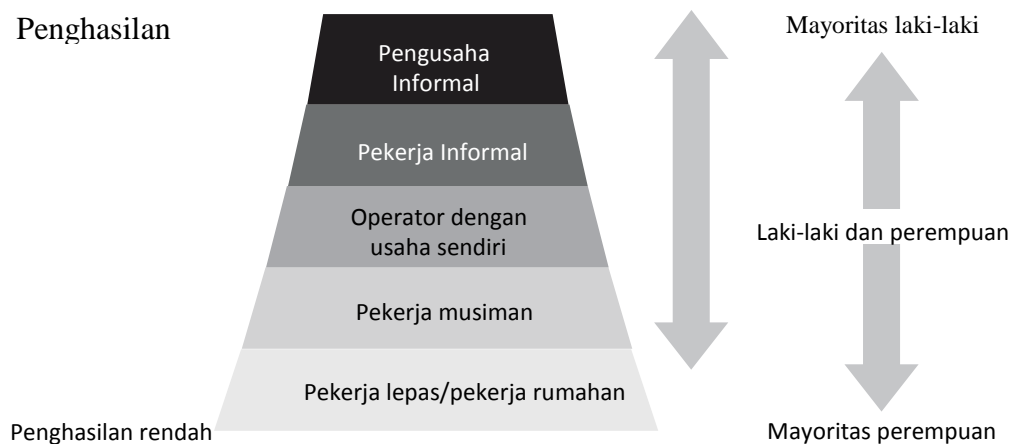 Penghasilan
Mayoritas laki-laki
Pengusaha
Informal
Pekerja Informal
Operator dengan
usaha sendiri
Laki-laki dan perempuan
Pekerja musiman
Pekerja lepas/pekerja rumahan
Penghasilan rendah
Mayoritas perempuan